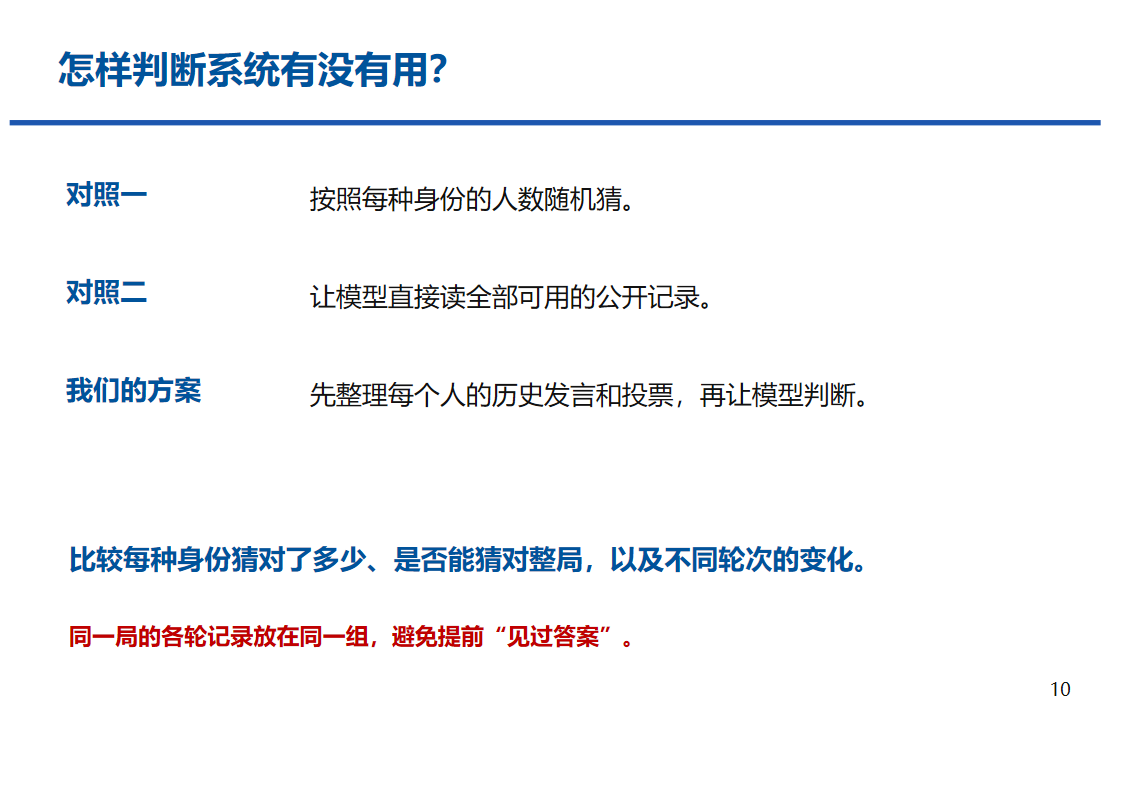 怎样判断系统有没有用？
对照一
按照每种身份的人数随机猜。
对照二
让模型直接读全部可用的公开记录。
我们的方案
先整理每个人的历史发言和投票，再让模型判断。
比较每种身份猜对了多少、是否能猜对整局，以及不同轮次的变化。
同一局的各轮记录放在同一组，避免提前“见过答案”。
10